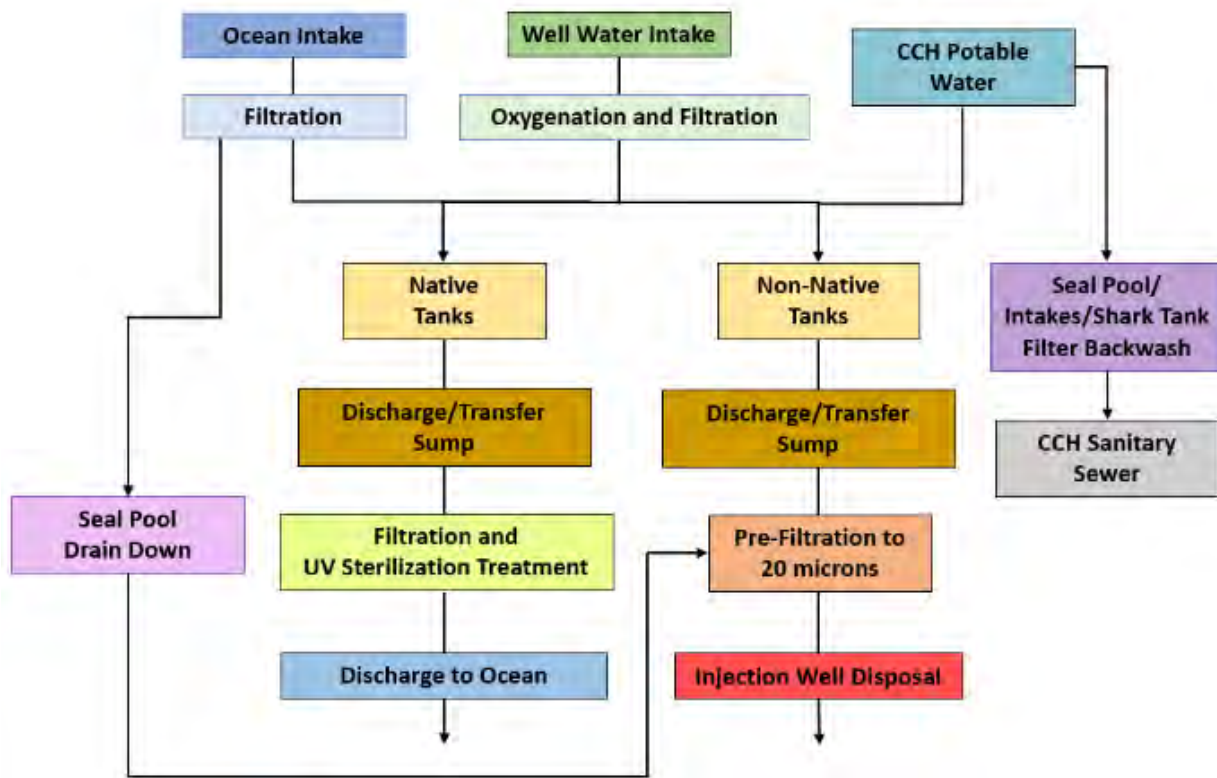 Ocean Intake
Well Water Intake
CCH Potable
Water
Filtration
Oxygenation and Filtration
Native
Tanks
Non-Native
Tanks
Seal Pool/
Intakes/Shark Tank
Filter Backwash
Discharge/Transfer
Sump
Discharge/Transfer
Sump
CCH Sanitary
Sewer
Seal Pool
Drain Down
Filtration and
UV Sterilization Treatment
Pre-Filtration to
20 microns
Discharge to Ocean
Injection Well Disposal